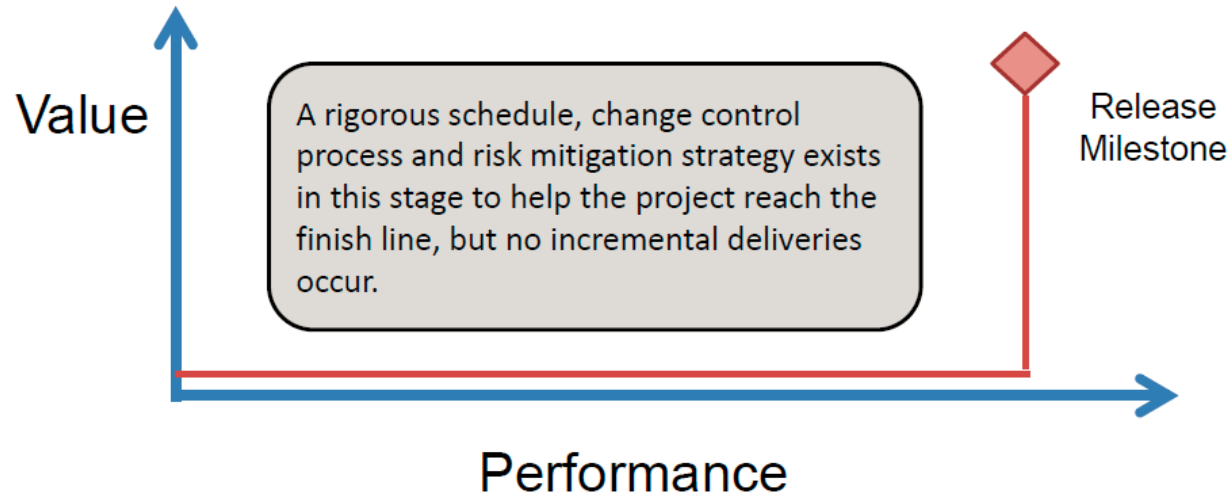 Value
A rigorous schedule, change control
process and risk mitigation strategy exists
in this stage to help the project reach the
finish line, but no incremental deliveries
occur.
Release
Milestone
Performance